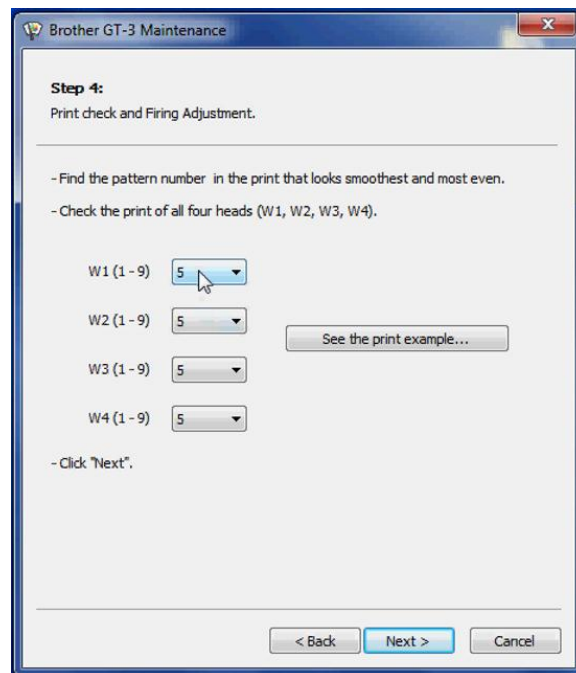 Brother GT-3 Maintenance
Step 4:
Print check and Firing Adjustment.
- Find the pattern number in the print that looks smoothest and most even.
- Check the print of all four heads (W1, W2, W3, W4).
W1 (1 - 9) 5
W2 (1 - 9) 5
See the print example...
W3 (1 - 9) 5
W4 (1 - 9) 5
- Click "Next".
< Back Next > Cancel